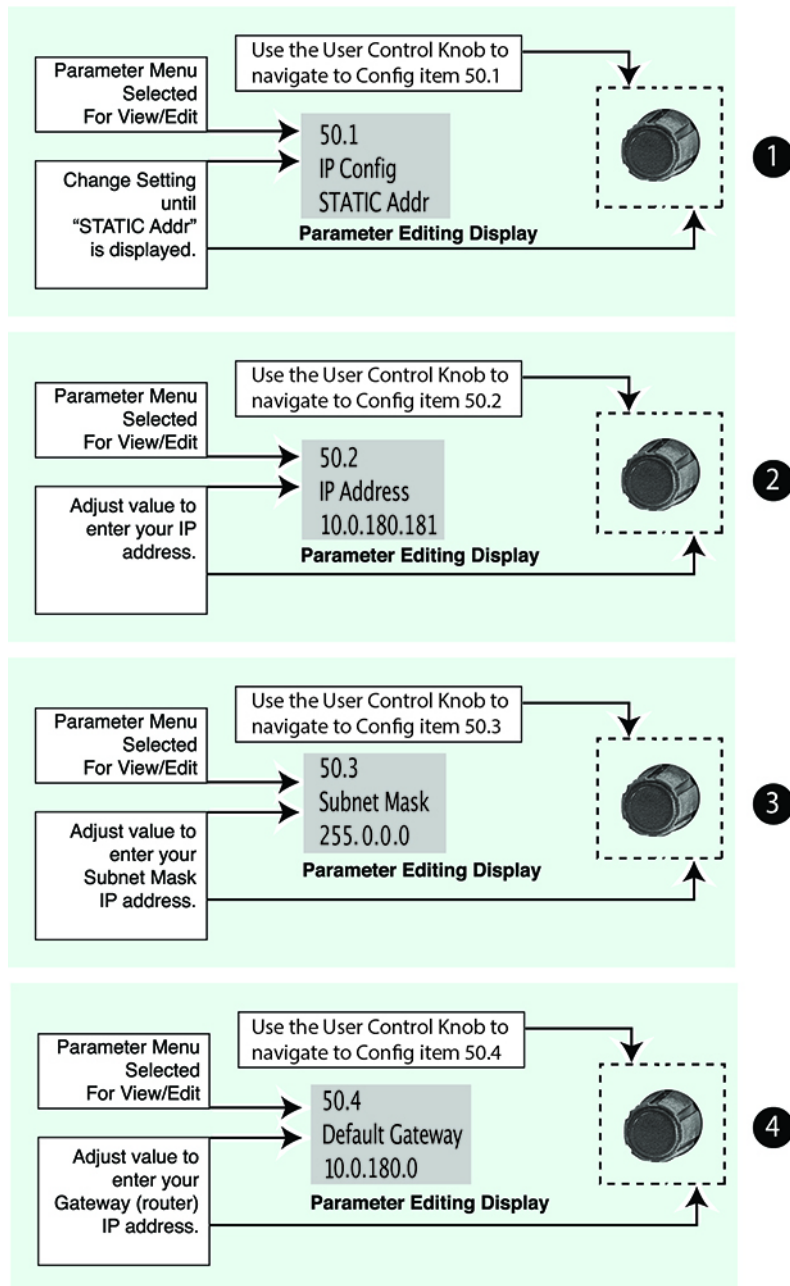 Use the User Control Knob to
navigate to Config item 50.1
Parameter Menu
Selected
For View/Edit
50.1
IP Config
STATIC Addr
Parameter Editing Display
Change Setting
until
“STATIC Addr”
is displayed.
1
Use the User Control Knob to
navigate to Config item 50.2
Parameter Menu
Selected
For View/Edit
50.2
IP Address
10.0.180.181
Parameter Editing Display
Adjust value to
enter your IP
address.
2
Use the User Control Knob to
navigate to Config item 50.3
Parameter Menu
Selected
For View/Edit
50.3
Subnet Mask
255.0.0.0
Parameter Editing Display
Adjust value to
enter your
Subnet Mask
IP address.
3
Use the User Control Knob to
navigate to Config item 50.4
Parameter Menu
Selected
For View/Edit
50.4
Default Gateway
10.0.180.0
Parameter Editing Display
Adjust value to
enter your
Gateway (router)
IP address.
4